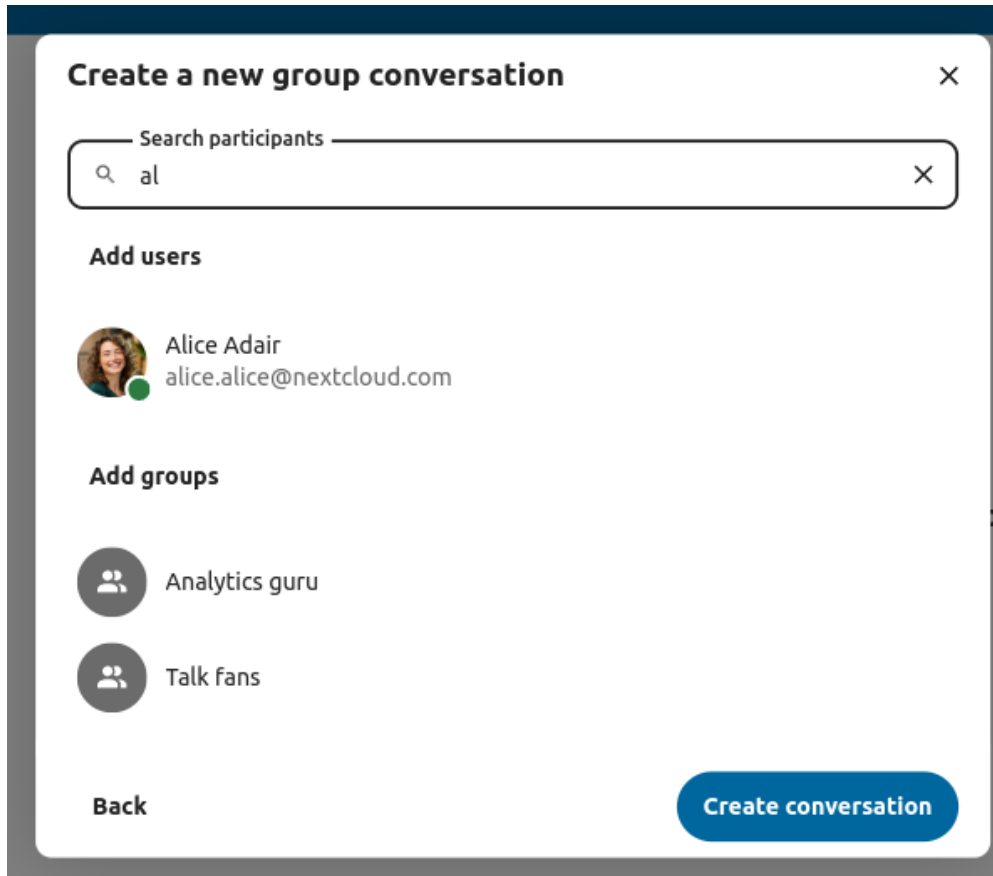 Create a new group conversation
Search participants
al
Add users
Alice Adair
alice.alice@nextcloud.com
Add groups
Analytics guru
Talk fans
Back
Create conversation